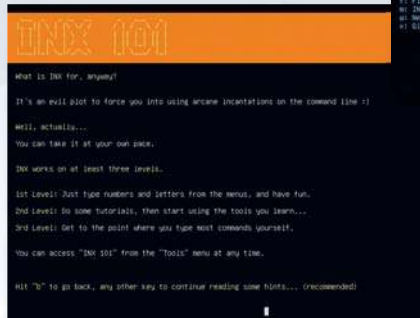 INX 101
What is INX for, anyway?
It's an evil plot to force you into using arcane incantations on the command line :)
Well, actually...
You can take it at your own pace.
INX works on at least three levels.
1st Level: Just type numbers and letters from the menus, and have fun.
2nd Level: Do some tutorials, then start using the tools you learn...
3rd Level: Get to the point where you type most commands yourself.
You can access "INX 101" from the "Tools" menu at any time.
Hit "b" to go back, any other key to continue reading some hints... (recommended)